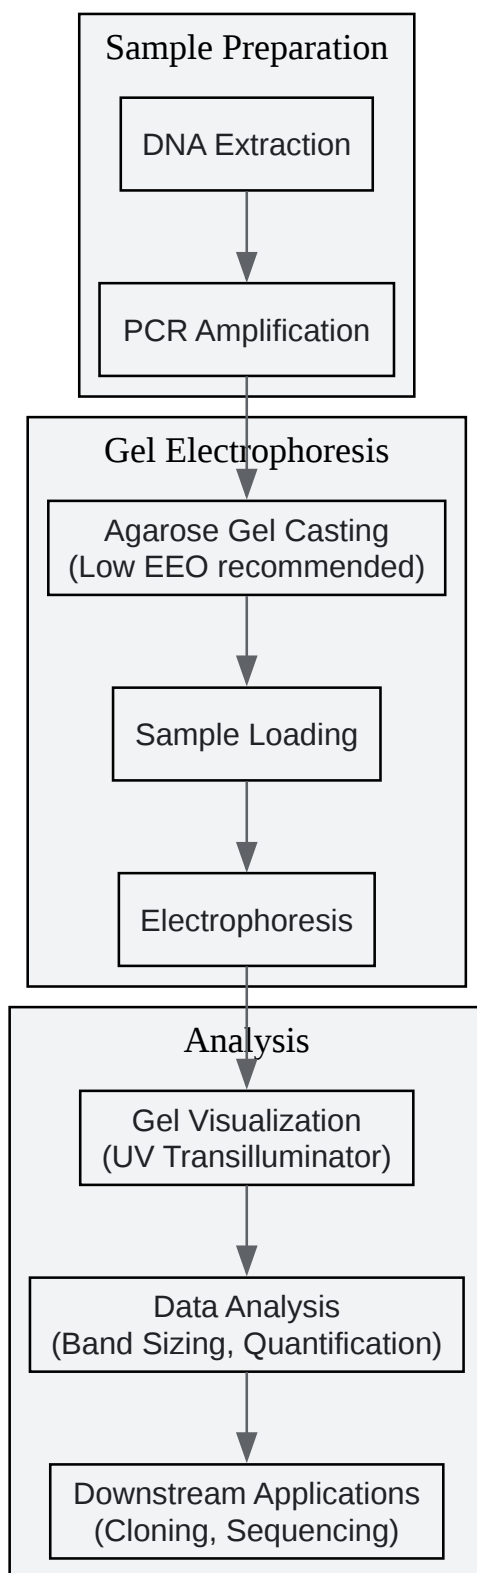 Sample Preparation
DNA Extraction
PCR Amplification
Gel Electrophoresis
Agarose Gel Casting
(Low EEO recommended)
Sample Loading
Electrophoresis
Analysis
Gel Visualization
(UV Transilluminator)
Data Analysis
(Band Sizing, Quantification)
Downstream Applications
(Cloning, Sequencing)